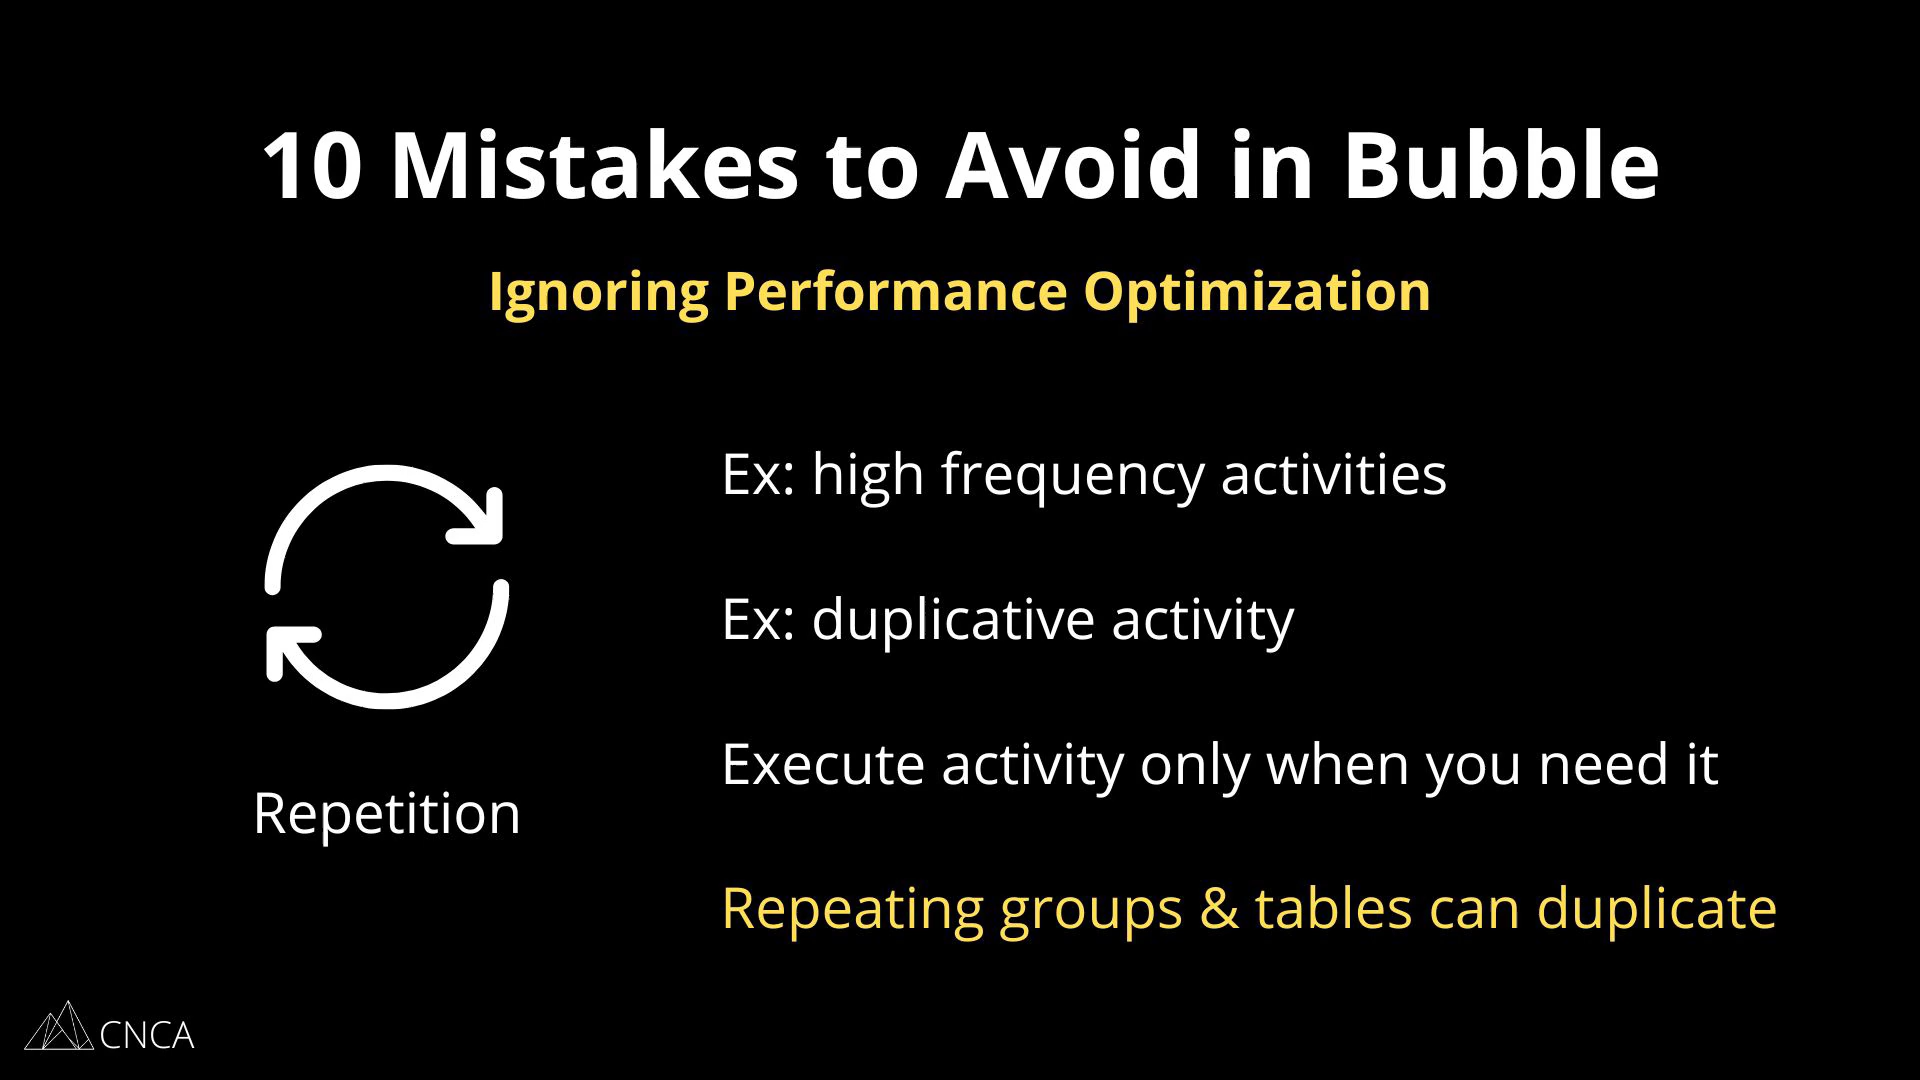 10 Mistakes to Avoid in Bubble
Ignoring Performance Optimization
Repetition
Ex: high frequency activities
Ex: duplicative activity
Execute activity only when you need it
Repeating groups & tables can duplicate
CNCA